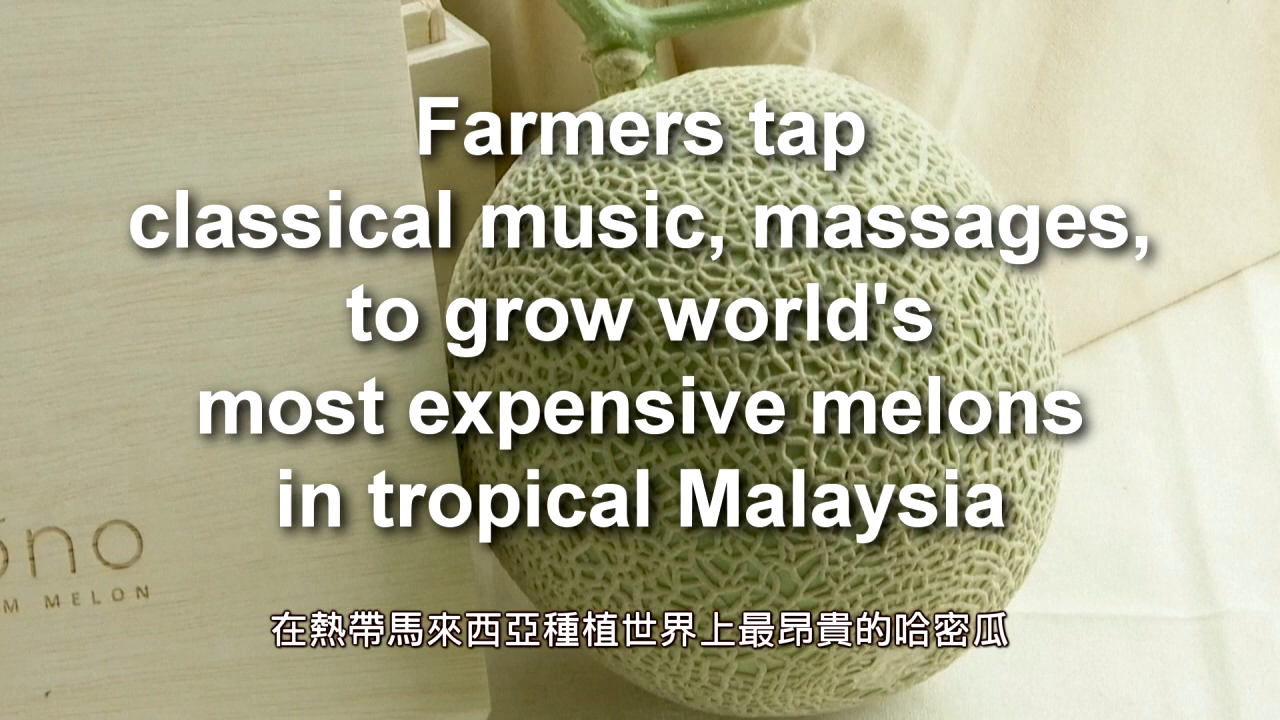 Farmers tap
classical music, massages,
to grow world's
most expensive melons
in tropical Malaysia
MELON
在熱帶馬來西亞種植世界上最昂貴的哈密瓜